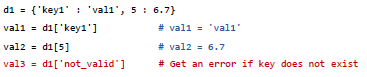 d1 = {'key1' : 'val1', 5 : 6.7}
val1 = d1['key1'] # val1 = 'val1'
val2 = d1[5] # val2 = 6.7
val3 = d1['not_valid'] # Get an error if key does not exist